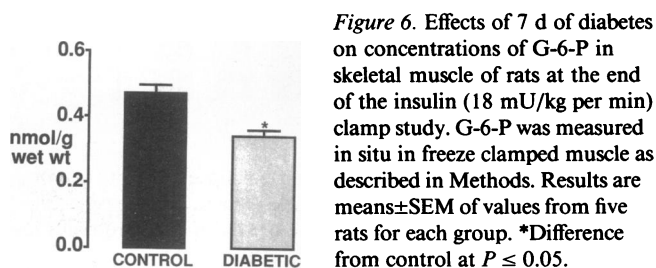 0.6
0.4
nmol/g
wet wt
0.2
0.0
CONTROL
DIABETIC
*
Figure 6. Effects of 7 d of diabetes
on concentrations of G-6-P in
skeletal muscle of rats at the end
of the insulin (18 mU/kg per min)
clamp study. G-6-P was measured
in situ in freeze clamped muscle as
described in Methods. Results are
means±SEM of values from five
rats for each group. *Difference
from control at P ≤ 0.05.